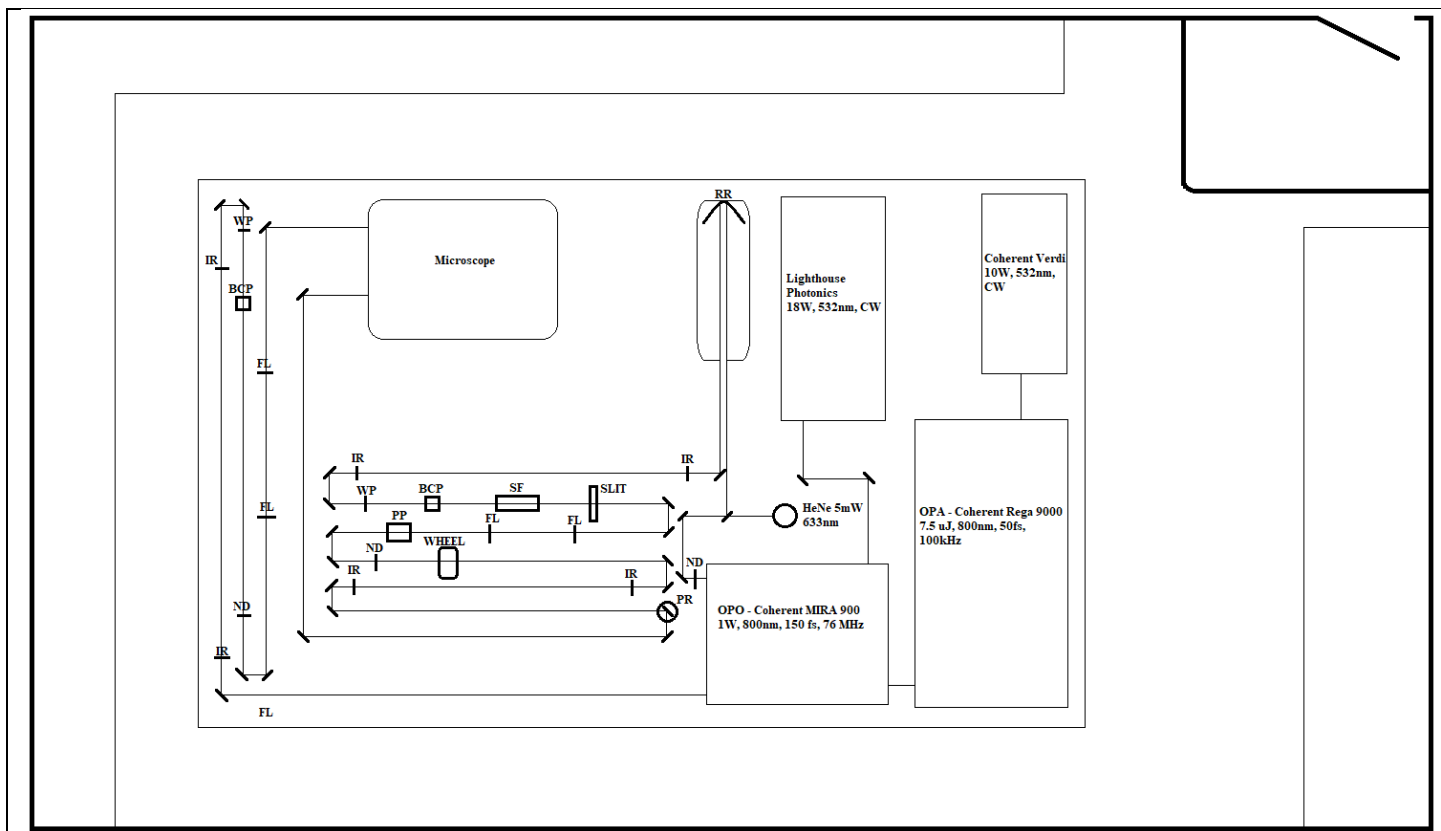 RR
WP
Microscope
IR
Coherent Verdi
10W, 532nm,
CW
Lighthouse
Photonics
18W, 532nm, CW
BCP
FL
IR
IR
WP
BCP
SF
SLIT
FL
HeNe 5mW
633nm
OPA - Coherent Rega 9000
7.5 uJ, 800nm, 50fs,
100kHz
PP
FL
FL
ND
WHEEL
ND
IR
IR
PR
ND
OPO - Coherent MIRA 900
1W, 800nm, 150 fs, 76 MHz
IR
FL